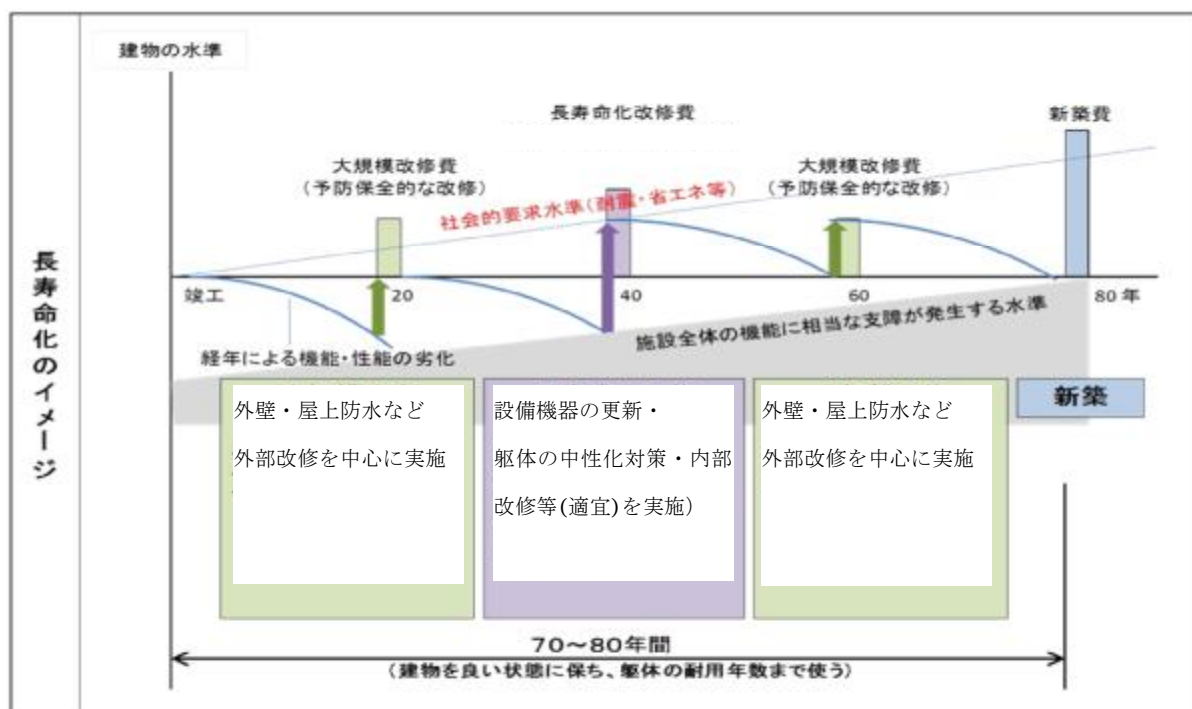 長寿命化のイメージ
建物の水準
長寿命化改修費
新築費
大規模改修費
(予防保全的な改修)
大規模改修費
(予防保全的な改修)
社会的要求水準(耐震・省エネ等)
竣工
20
40
60
80年
施設全体の機能に相当な支障が発生する水準
経年による機能・性能の劣化
外壁・屋上防水など
外部改修を中心に実施
設備機器の更新・
躯体の中性化対策・内部
改修等(適宜)を実施）
外壁・屋上防水など
外部改修を中心に実施
新築
70～80年間
(建物を良い状態に保ち、躯体の耐用年数まで使う)